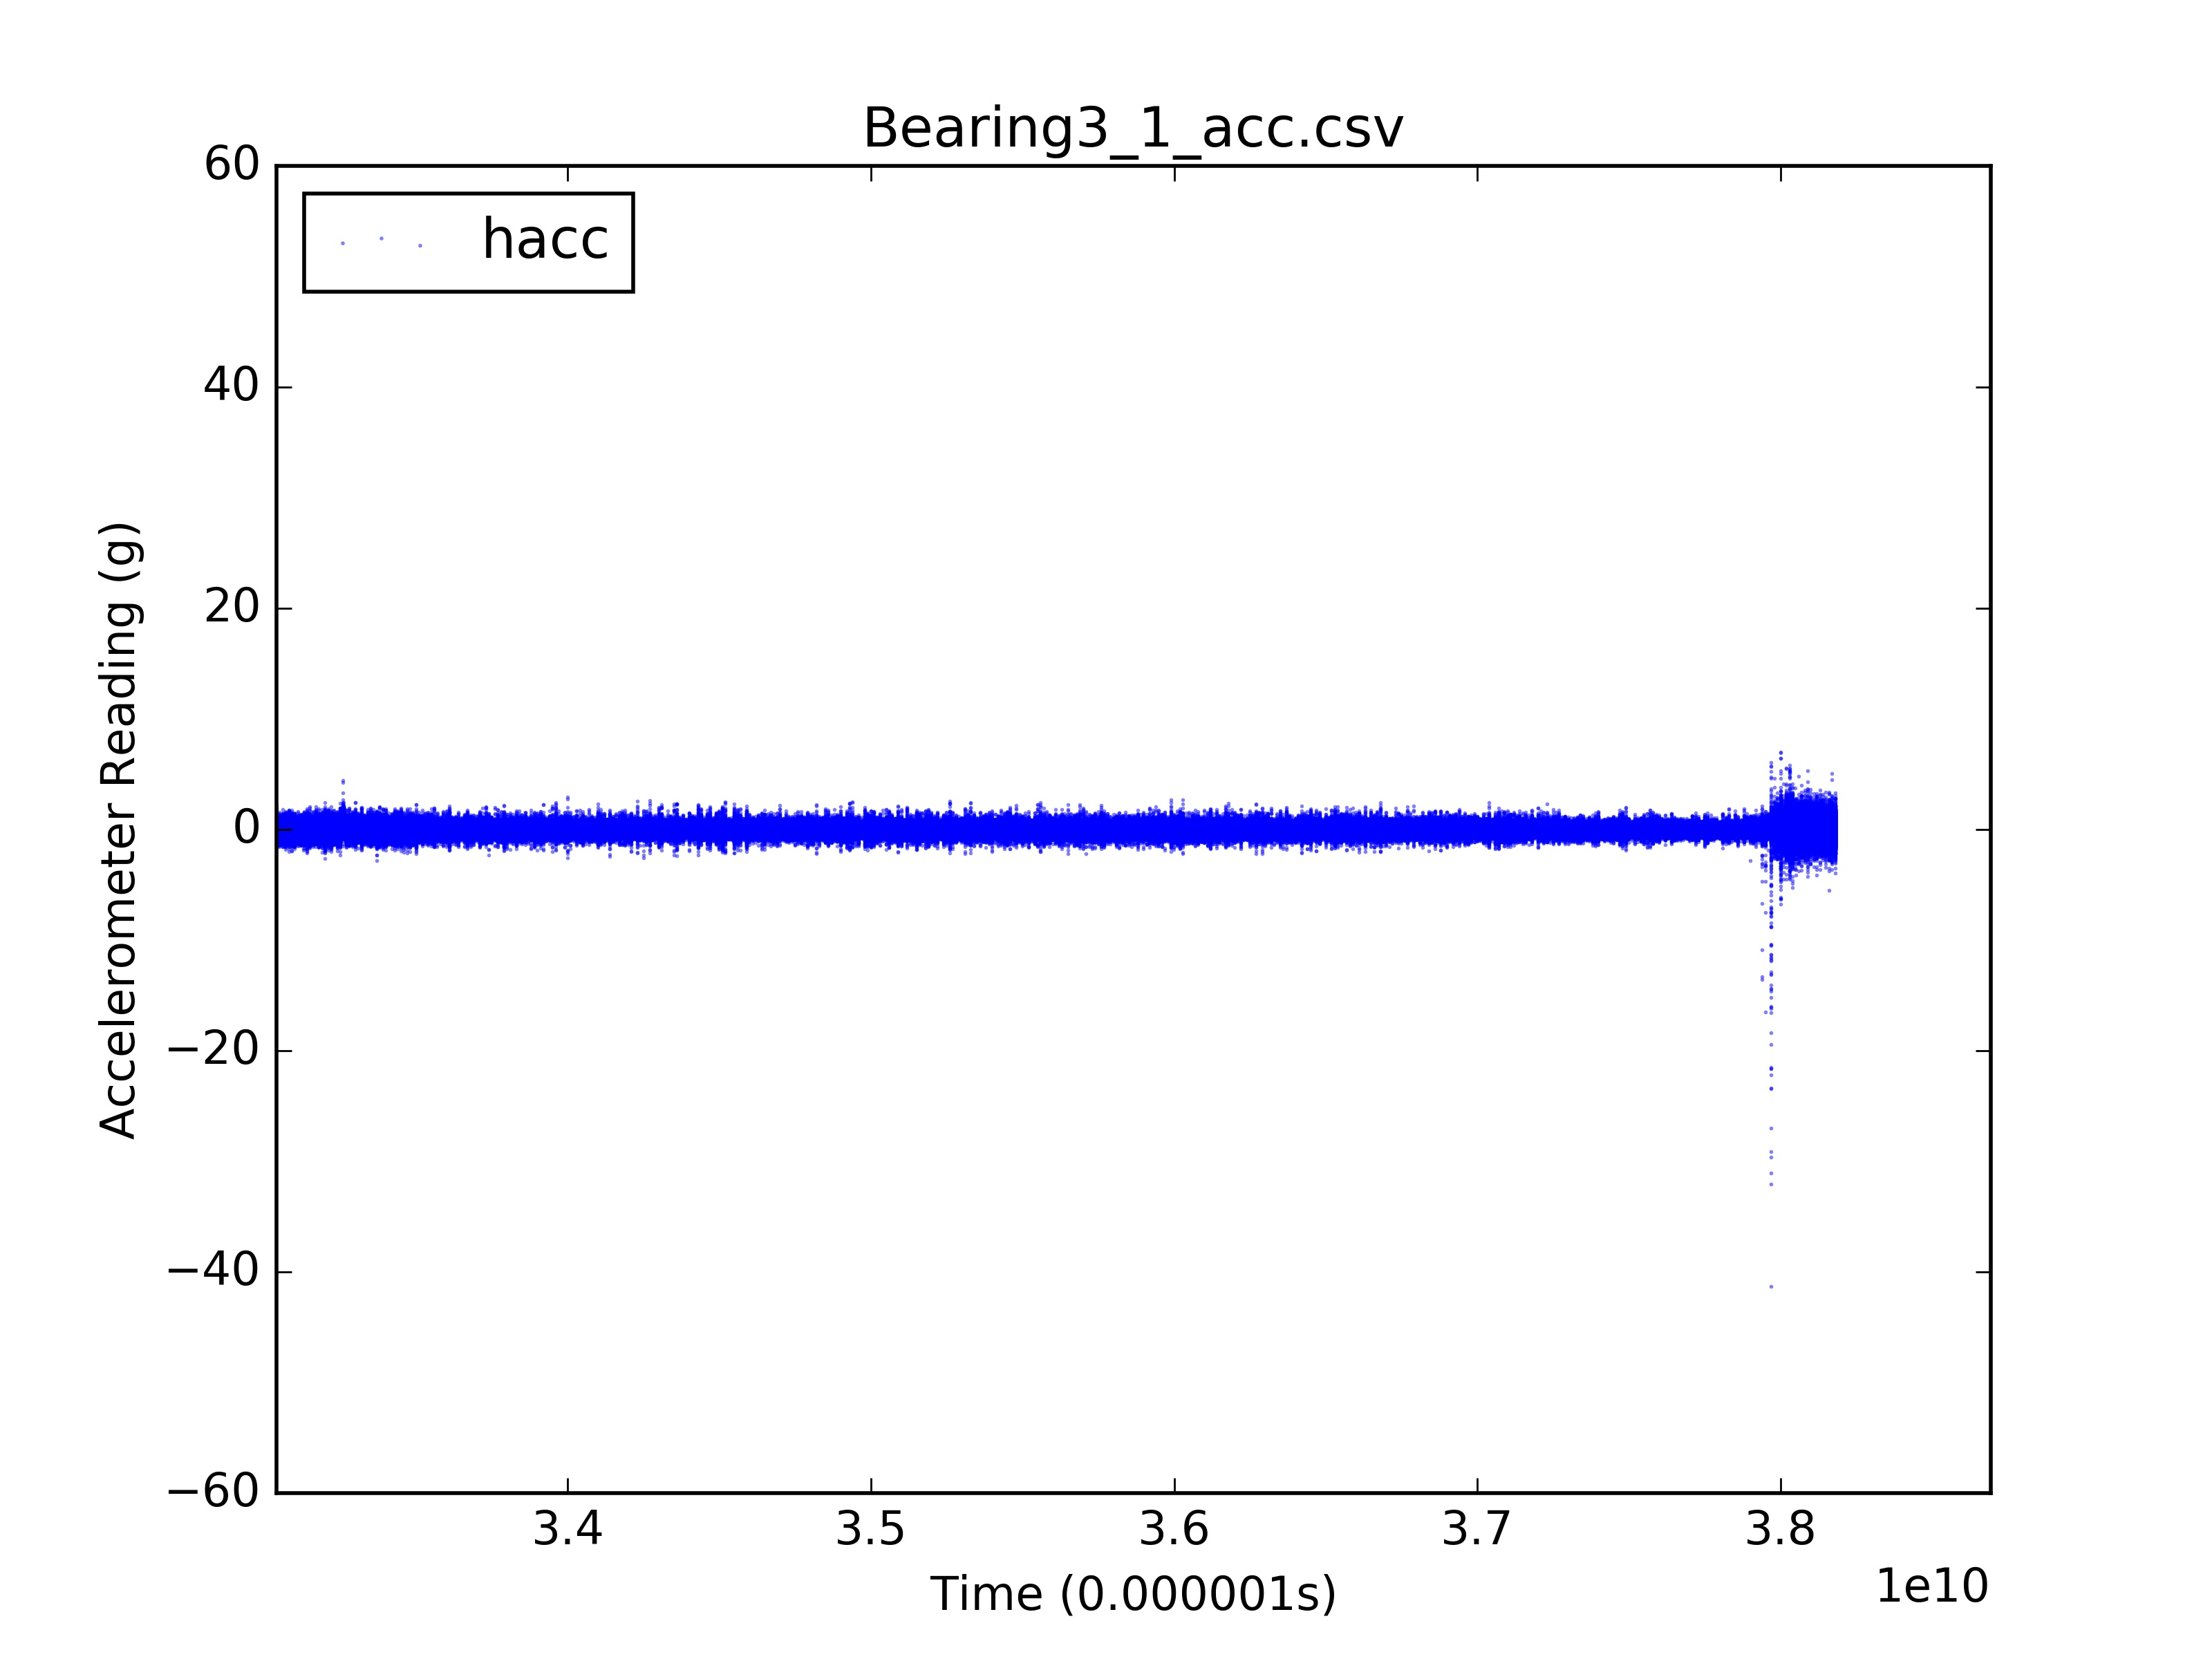 Bearing3_1_acc.csv
hacc
60
40
20
0
−20
−40
−60
Accelerometer Reading (g)
3.4 3.5 3.6 3.7 3.8
1e10
Time (0.000001s)